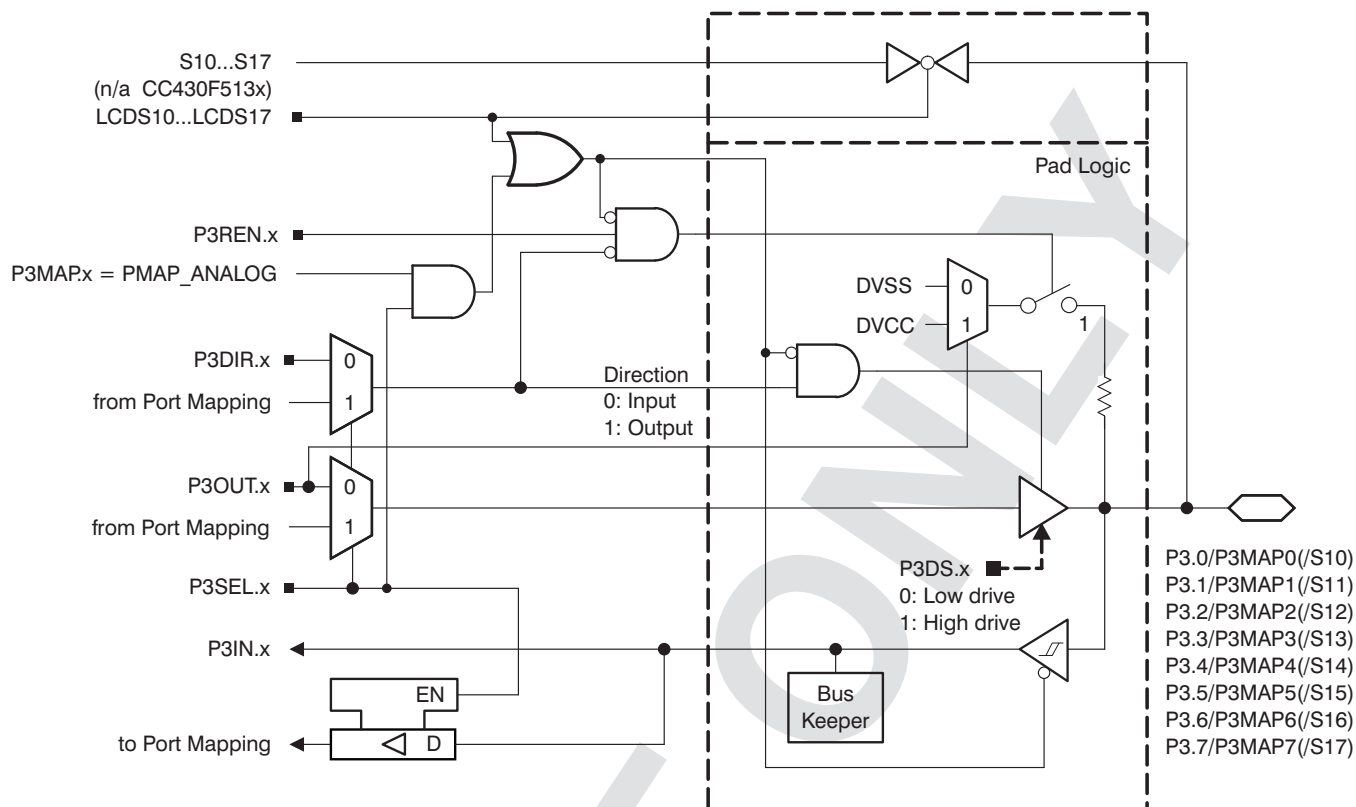 S10...S17
(n/a CC430F513x)
LCDS10...LCDS17
Pad Logic
P3REN.x
P3MAP.x = PMAP_ANALOG
DVSS
0
DVCC
1
1
P3DIR.x
0
from Port Mapping
1
Direction
0: Input
1: Output
P3OUT.x
0
from Port Mapping
1
P3SEL.x
P3DS.x
0: Low drive
1: High drive
P3.0/P3MAP0(/S10)
P3.1/P3MAP1(/S11)
P3.2/P3MAP2(/S12)
P3.3/P3MAP3(/S13)
P3.4/P3MAP4(/S14)
P3.5/P3MAP5(/S15)
P3.6/P3MAP6(/S16)
P3.7/P3MAP7(/S17)
P3IN.x
EN
Bus
Keeper
to Port Mapping
D
ONLY